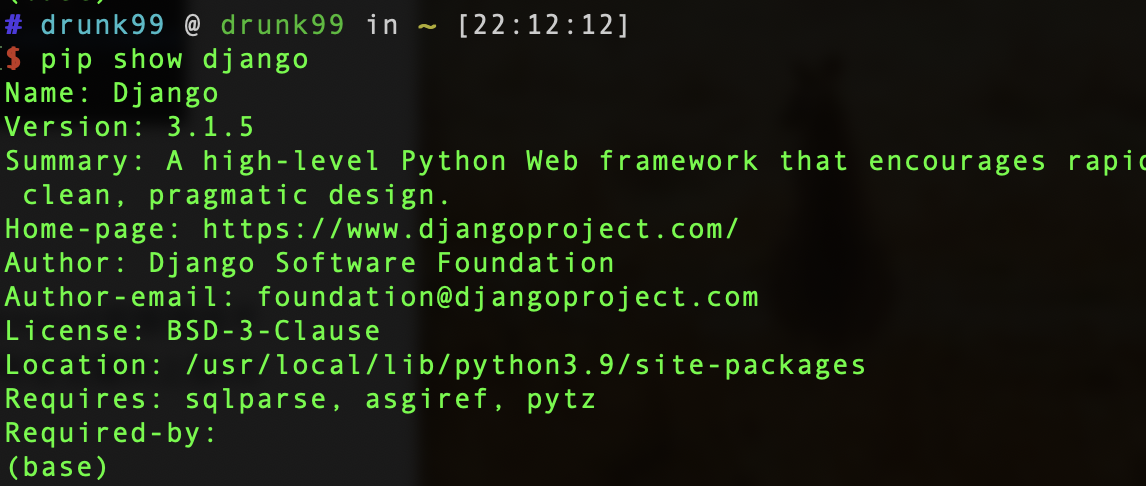 # drunk99 @ drunk99 in ~ [22:12:12]
$ pip show django
Name: Django
Version: 3.1.5
Summary: A high-level Python Web framework that encourages
clean, pragmatic design.
Home-page: https://www.djangoproject.com/
Author: Django Software Foundation
Author-email: foundation@djangoproject.com
License: BSD-3-Clause
Location: /usr/local/lib/python3.9/site-packages
Requires: sqlparse, asgiref, pytz
Required-by:
(base)